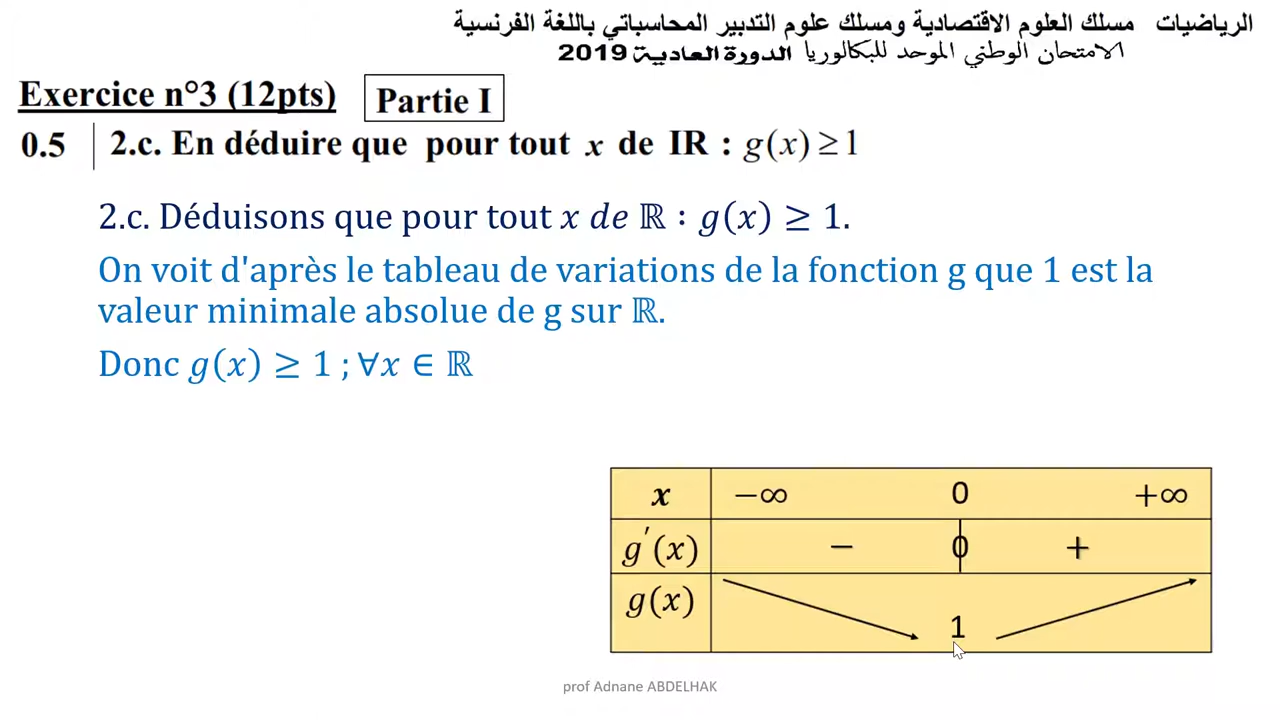 الرياضيات مسلك العلوم الاقتصادية ومسلك علوم التدبير المحاسباتي باللغة الفرنسية
الامتحان الوطني الموحد للبكالوريا الدورة العادية 2019
Exercice n°3 (12pts) Partie I
0.5 2.c. En déduire que pour tout x de IR : g(x) ≥ 1
2.c. Déduisons que pour tout x de ℝ : g(x) ≥ 1.
On voit d'après le tableau de variations de la fonction g que 1 est la
valeur minimale absolue de g sur ℝ.
Donc g(x) ≥ 1 ; ∀x ∈ ℝ
x −∞ 0 +∞
g′(x) − 0 +
g(x) 1
prof Adnane ABDELHAK